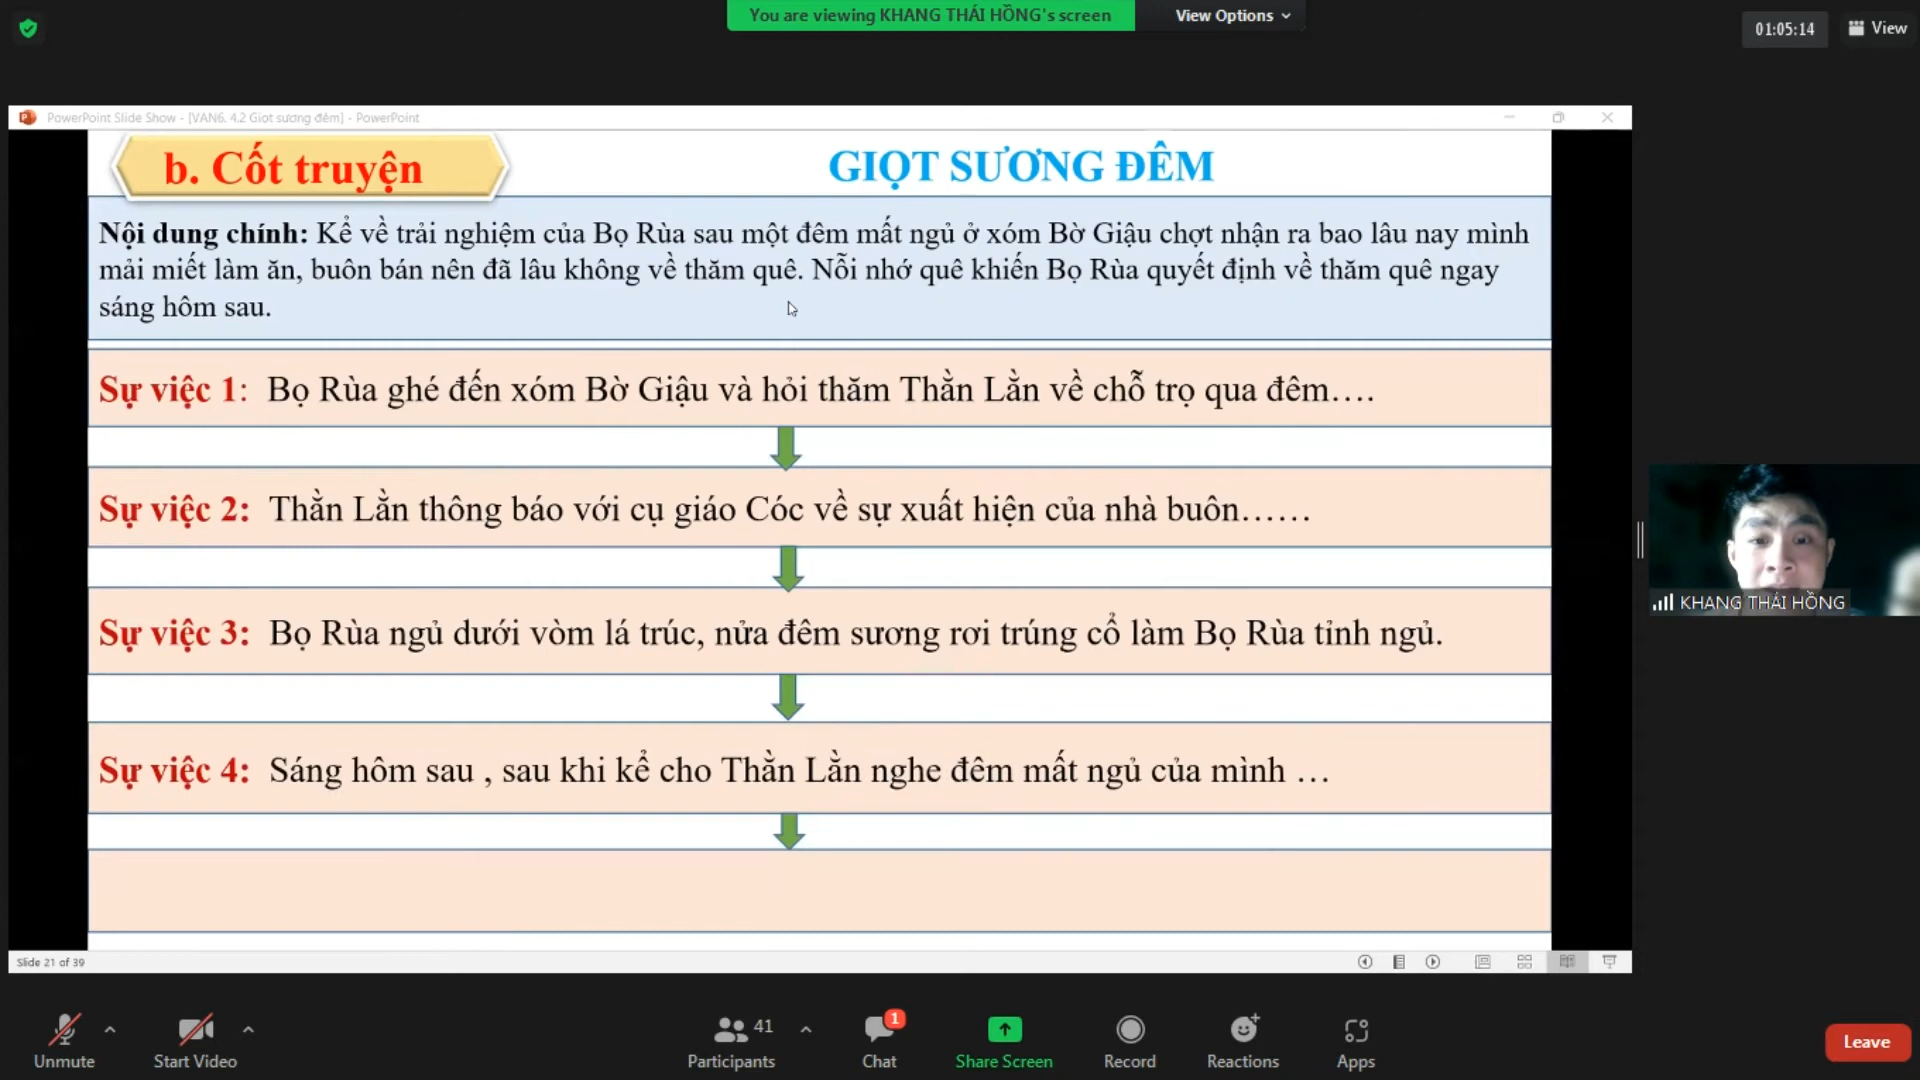 You are viewing KHANG THÁI HỒNG's screen
View Options
01:05:14
View
PowerPoint Slide Show - [VAN6. 4.2 Giọt sương đêm] - PowerPoint
b. Cốt truyện
GIỌT SƯƠNG ĐÊM
Nội dung chính: Kể về trải nghiệm của Bọ Rùa sau một đêm mất ngủ ở xóm Bờ Giậu chợt nhận ra bao lâu nay mình
mải miết làm ăn, buôn bán nên đã lâu không về thăm quê. Nỗi nhớ quê khiến Bọ Rùa quyết định về thăm quê ngay
sáng hôm sau.
Sự việc 1: Bọ Rùa ghé đến xóm Bờ Giậu và hỏi thăm Thằn Lằn về chỗ trọ qua đêm….
Sự việc 2: Thằn Lằn thông báo với cụ giáo Cóc về sự xuất hiện của nhà buôn……
Sự việc 3: Bọ Rùa ngủ dưới vòm lá trúc, nửa đêm sương rơi trúng cổ làm Bọ Rùa tỉnh ngủ.
Sự việc 4: Sáng hôm sau , sau khi kể cho Thằn Lằn nghe đêm mất ngủ của mình …
KHANG THÁI HỒNG
Slide 21 of 39
Unmute
Start Video
41
Participants
1
Chat
Share Screen
Record
Reactions
Apps
Leave